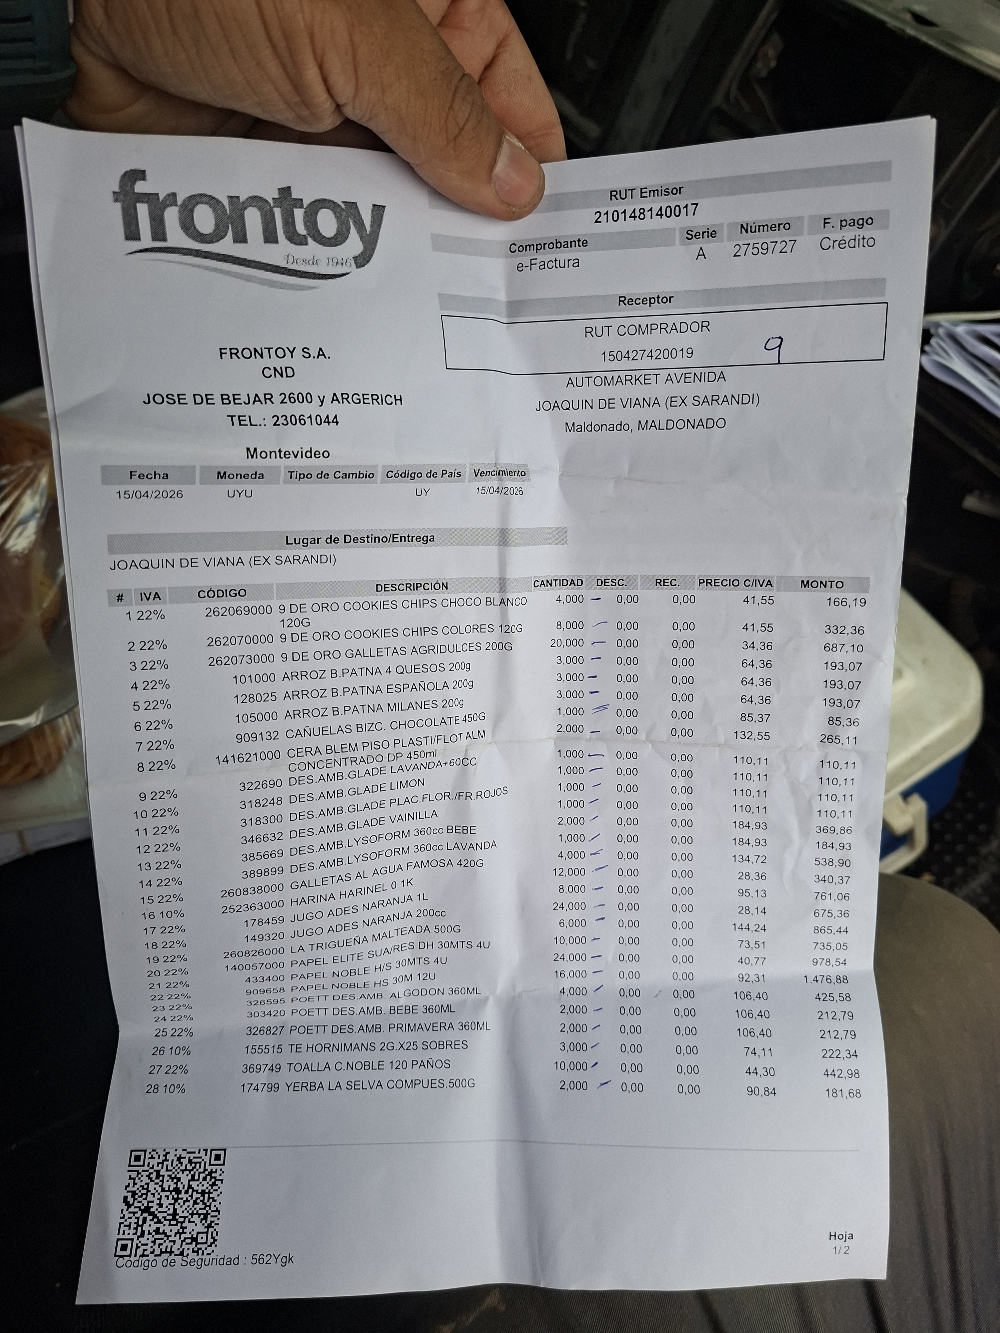 frontoy
Desde 1946
RUT Emisor
210148140017
Comprobante Serie Número F. pago
e-Factura A 2759727 Crédito
Receptor
RUT COMPRADOR
150427420019 9
AUTOMARKET AVENIDA
JOAQUIN DE VIANA (EX SARANDI)
Maldonado, MALDONADO
FRONTOY S.A.
CND
JOSE DE BEJAR 2600 y ARGERICH
TEL.: 23061044
Montevideo
Fecha Moneda Tipo de Cambio Código de País Vencimiento
15/04/2026 UYU UY 15/04/2026
Lugar de Destino/Entrega
JOAQUIN DE VIANA (EX SARANDI)
# IVA CÓDIGO DESCRIPCIÓN CANTIDAD DESC. REC. PRECIO C/IVA MONTO
1 22% 262069000 9 DE ORO COOKIES CHIPS CHOCO BLANCO 4,000 0,00 0,00 41,55 166,19
120G
2 22% 262070000 9 DE ORO COOKIES CHIPS COLORES 120G 8,000 0,00 0,00 41,55 332,36
3 22% 262073000 9 DE ORO GALLETAS AGRIDULCES 200G 20,000 0,00 0,00 34,36 687,10
4 22% 101000 ARROZ B.PATNA 4 QUESOS 200g 3,000 0,00 0,00 64,36 193,07
5 22% 128025 ARROZ B.PATNA ESPAÑOLA 200g 3,000 0,00 0,00 64,36 193,07
6 22% 105000 ARROZ B.PATNA MILANES 200g 3,000 0,00 0,00 64,36 193,07
7 22% 909132 CAÑUELAS BIZC. CHOCOLATE 450G 1,000 0,00 0,00 85,37 85,36
8 22% 141621000 CERA BLEM PISO PLASTI/FLOT ALM 2,000 0,00 0,00 132,55 265,11
CONCENTRADO DP 450ml
9 22% 322690 DES.AMB.GLADE LAVANDA+60CC 1,000 0,00 0,00 110,11 110,11
10 22% 318248 DES.AMB.GLADE LIMON 1,000 0,00 0,00 110,11 110,11
11 22% 318300 DES.AMB.GLADE PLAC FLOR./FR.ROJOS 1,000 0,00 0,00 110,11 110,11
12 22% 346632 DES.AMB.GLADE VAINILLA 1,000 0,00 0,00 110,11 110,11
13 22% 385669 DES.AMB.LYSOFORM 360cc BEBE 2,000 0,00 0,00 184,93 369,86
14 22% 389899 DES.AMB.LYSOFORM 360cc LAVANDA 1,000 0,00 0,00 184,93 184,93
15 22% 260838000 GALLETAS AL AGUA FAMOSA 420G 4,000 0,00 0,00 134,72 538,90
16 10% 252363000 HARINA HARINEL 0 1K 12,000 0,00 0,00 28,36 340,37
17 22% 178459 JUGO ADES NARANJA 1L 8,000 0,00 0,00 95,13 761,06
18 22% 149320 JUGO ADES NARANJA 200cc 24,000 0,00 0,00 28,14 675,36
19 22% 260826000 LA TRIGUEÑA MALTEADA 500G 6,000 0,00 0,00 144,24 865,44
20 22% 140057000 PAPEL ELITE SUA/RES DH 30MTS 4U 10,000 0,00 0,00 73,51 735,05
21 22% 433400 PAPEL NOBLE H/S 30MTS 4U 24,000 0,00 0,00 40,77 978,54
22 22% 909658 PAPEL NOBLE HS 30M 12U 16,000 0,00 0,00 92,31 1.476,88
23 22% 326595 POETT DES.AMB. ALGODON 360ML 4,000 0,00 0,00 106,40 425,58
24 22% 303420 POETT DES.AMB. BEBE 360ML 2,000 0,00 0,00 106,40 212,79
25 22% 326827 POETT DES.AMB. PRIMAVERA 360ML 2,000 0,00 0,00 106,40 212,79
26 10% 155515 TE HORNIMANS 2G.X25 SOBRES 3,000 0,00 0,00 74,11 222,34
27 22% 369749 TOALLA C.NOBLE 120 PAÑOS 10,000 0,00 0,00 44,30 442,98
28 10% 174799 YERBA LA SELVA COMPUES.500G 2,000 0,00 0,00 90,84 181,68
Código de Seguridad : 562Ygk
Hoja
1/2